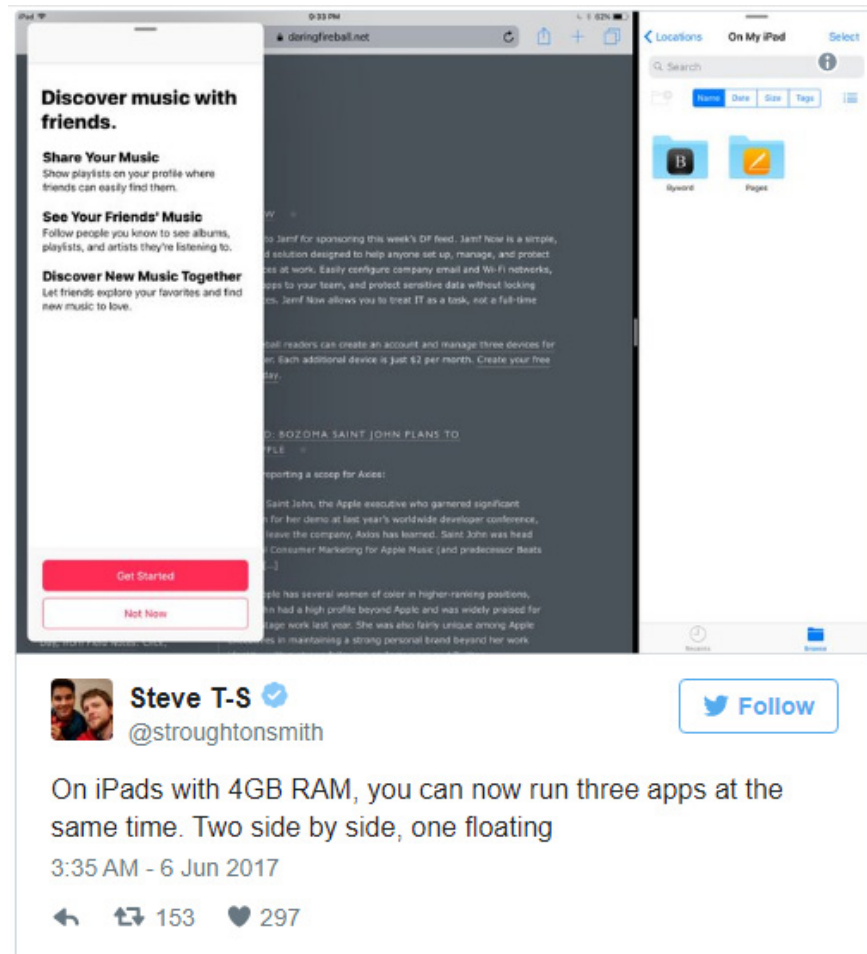 iPad 9:33 PM 62%
daringfireball.net
Locations On My iPad Select
Search
Name Date Size Tags
Byword Pages
Recents Browse
Discover music with
friends.
Share Your Music
Show playlists on your profile where
friends can easily find them.
See Your Friends' Music
Follow people you know to see albums,
playlists, and artists they're listening to.
Discover New Music Together
Let friends explore your favorites and find
new music to love.
Get Started
Not Now
to Jamf for sponsoring this week's DF feed. Jamf Now is a simple,
solution designed to help anyone set up, manage, and protect
at work. Easily configure company email and Wi-Fi networks,
to your team, and protect sensitive data without locking
Jamf Now allows you to treat IT as a task, not a full-time
readers can create an account and manage three devices for
Each additional device is just $2 per month. Create your free
BOZOMA SAINT JOHN PLANS TO
reporting a scoop for Axios:
Saint John, the Apple executive who garnered significant
for her demo at last year's worldwide developer conference,
leave the company, Axios has learned. Saint John was head
Consumer Marketing for Apple Music (and predecessor Beats
[...]
has several women of color in higher-ranking positions,
had a high profile beyond Apple and was widely praised for
work last year. She was also fairly unique among Apple
in maintaining a strong personal brand beyond her work
Steve T-S
@stroughtonsmith
Follow
On iPads with 4GB RAM, you can now run three apps at the
same time. Two side by side, one floating
3:35 AM - 6 Jun 2017
153 297